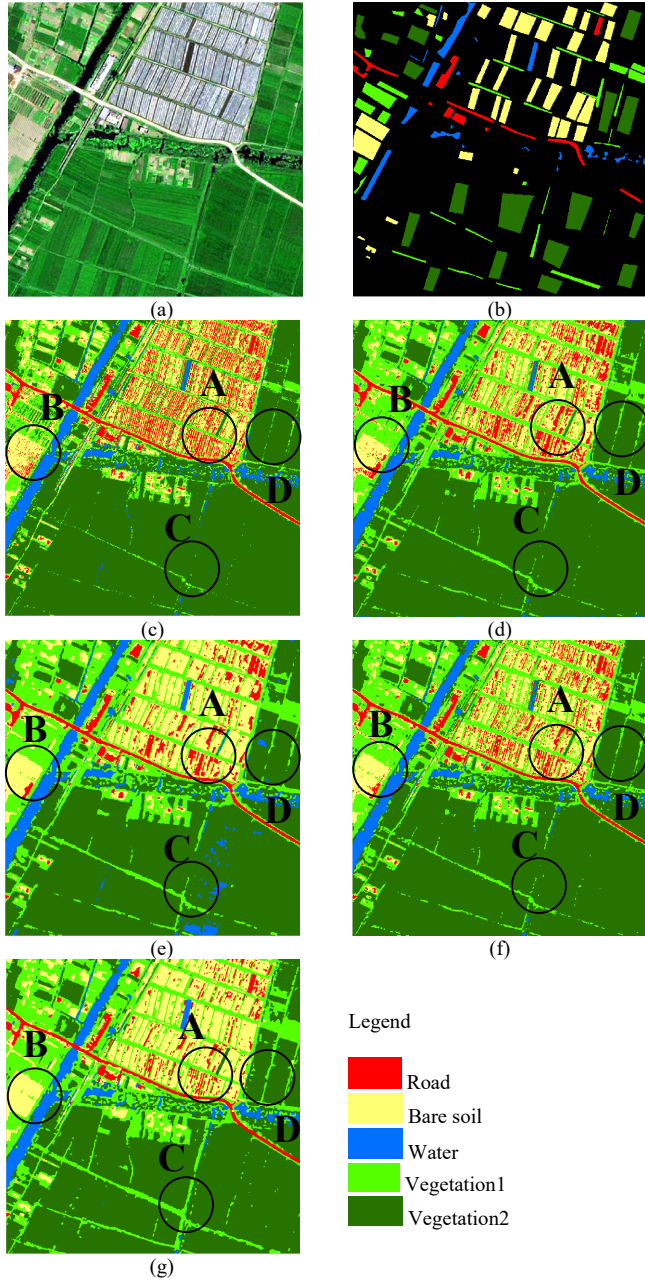 (a)
(b)
A
B
D
C
(c)
A
B
D
C
(d)
A
B
D
C
(e)
A
B
D
C
(f)
A
B
D
C
(g)
Legend
Road
Bare soil
Water
Vegetation1
Vegetation2